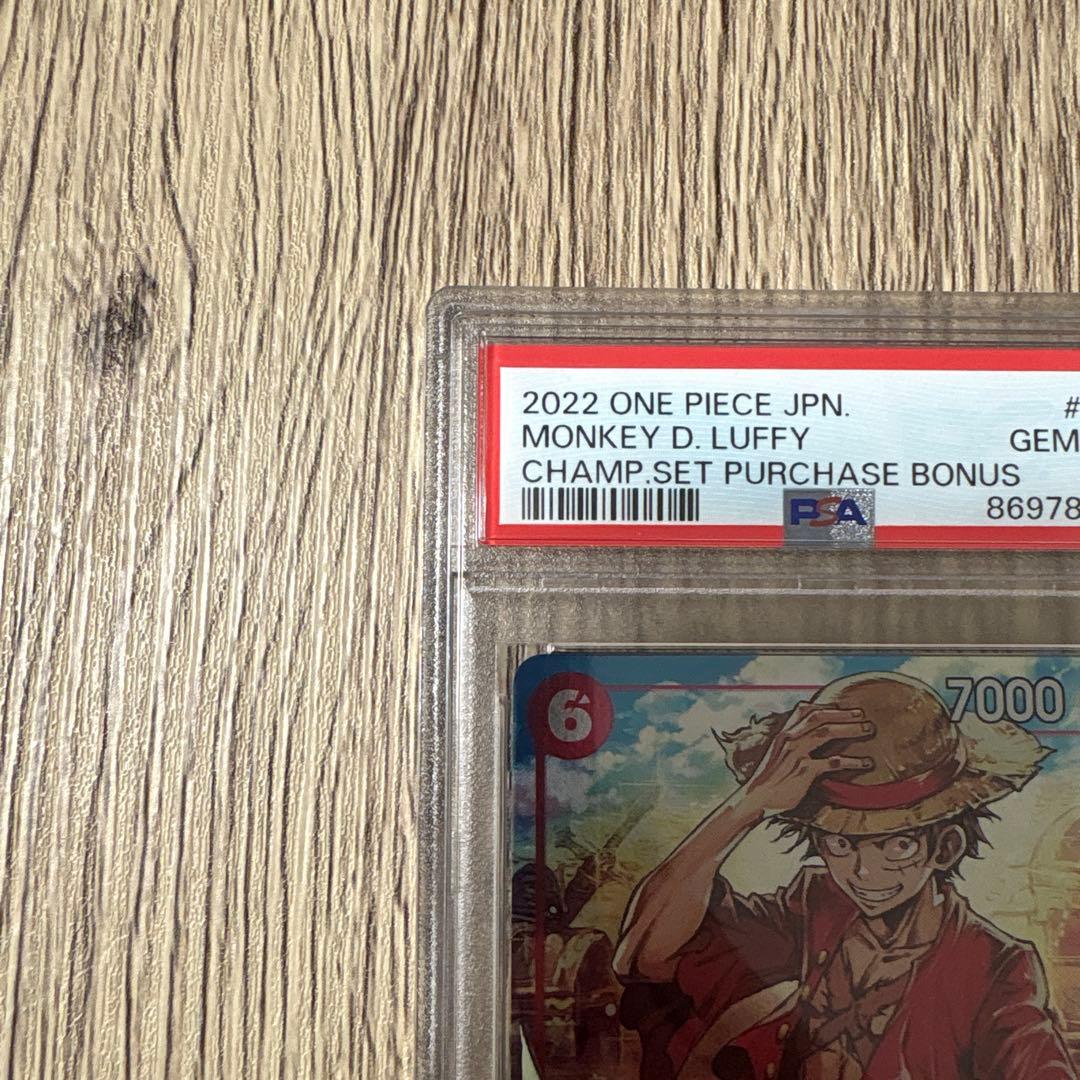 2022 ONE PIECE JPN. #
MONKEY D. LUFFY GEM
CHAMP.SET PURCHASE BONUS
PSA 86978
6 7000